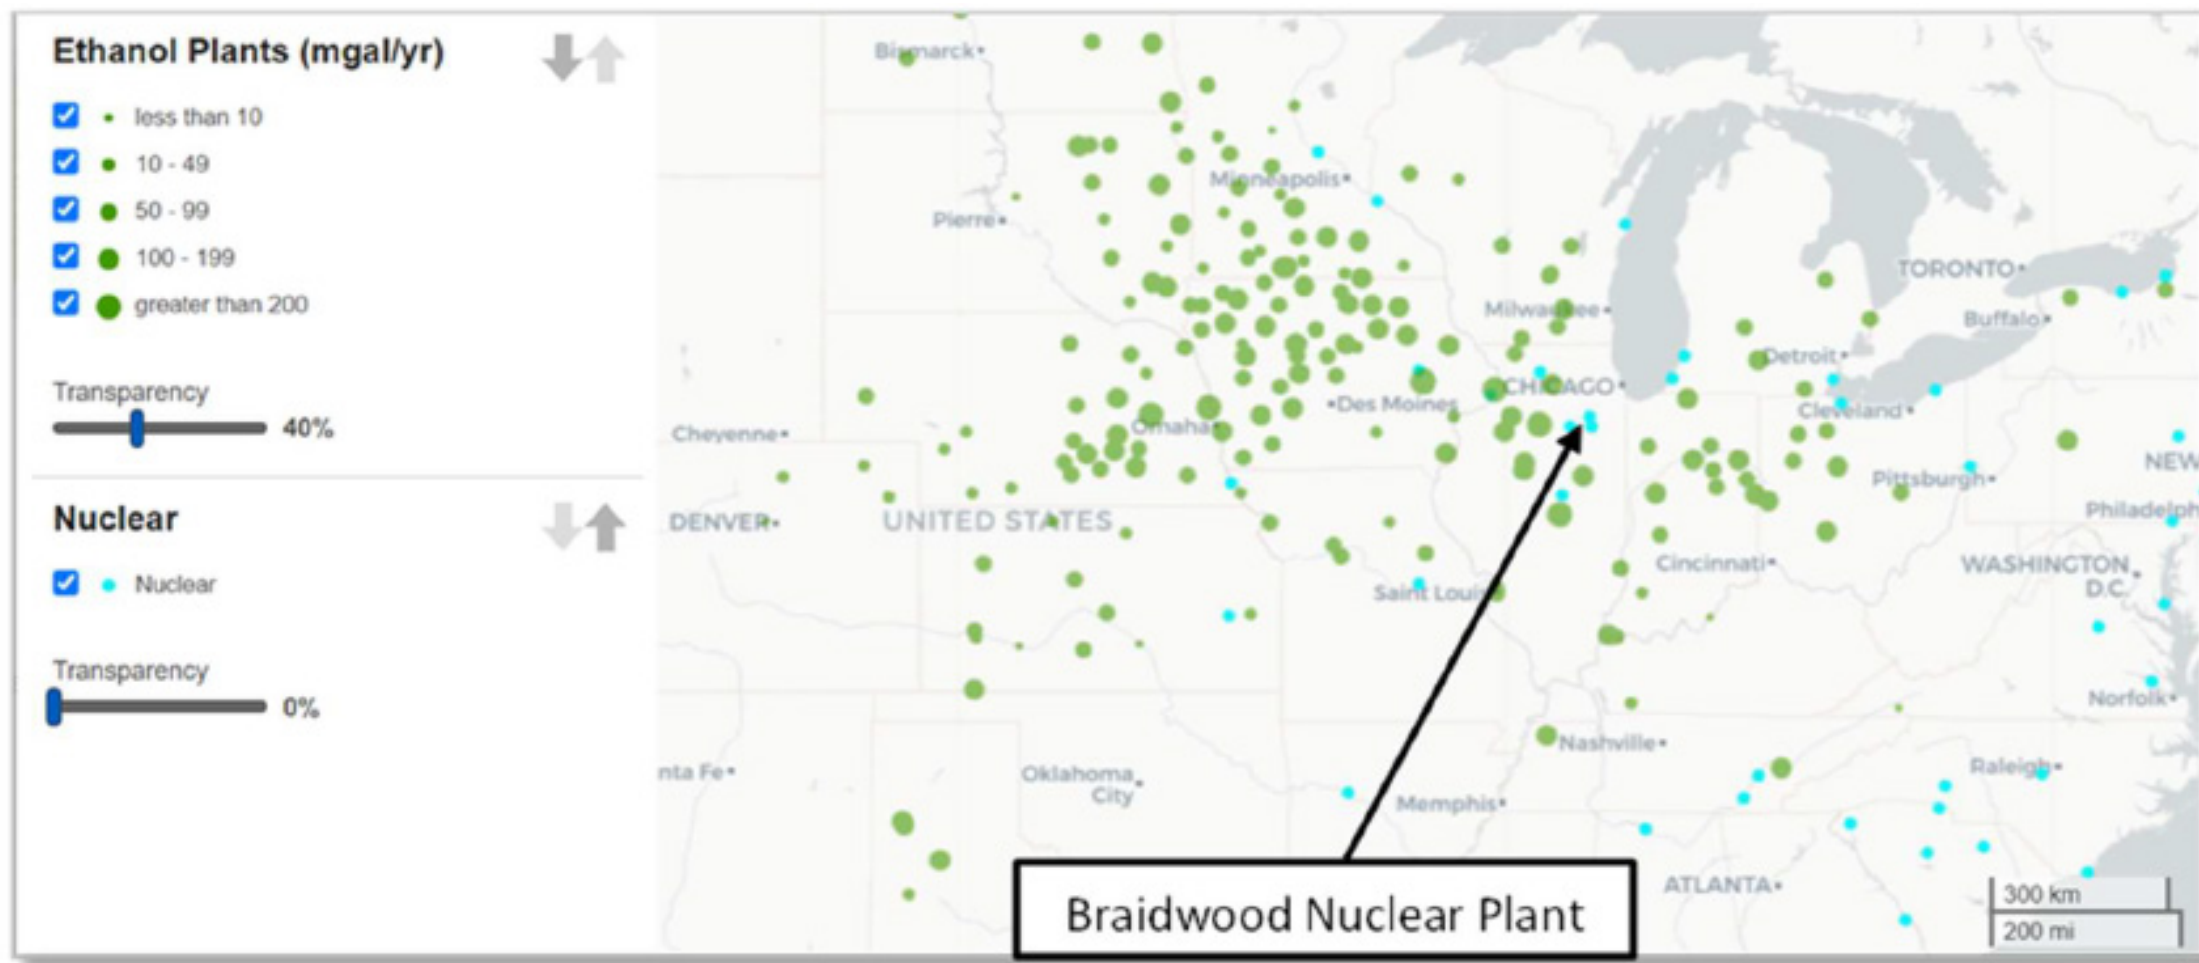 Ethanol Plants (mgal/yr)
less than 10
10 - 49
50 - 99
100 - 199
greater than 200
Transparency
40%
Nuclear
Nuclear
Transparency
0%
Bismarck
Minneapolis
Pierre
TORONTO
Milwaukee
Buffalo
Detroit
CHICAGO
Des Moines
Cleveland
Cheyenne
Omaha
NEW
Pittsburgh
Philadelph
DENVER
UNITED STATES
Cincinnati
WASHINGTON
D.C.
Saint Louis
Norfolk
Nashville
nta Fe
Oklahoma
City
Raleigh
Memphis
ATLANTA
Braidwood Nuclear Plant
300 km
200 mi